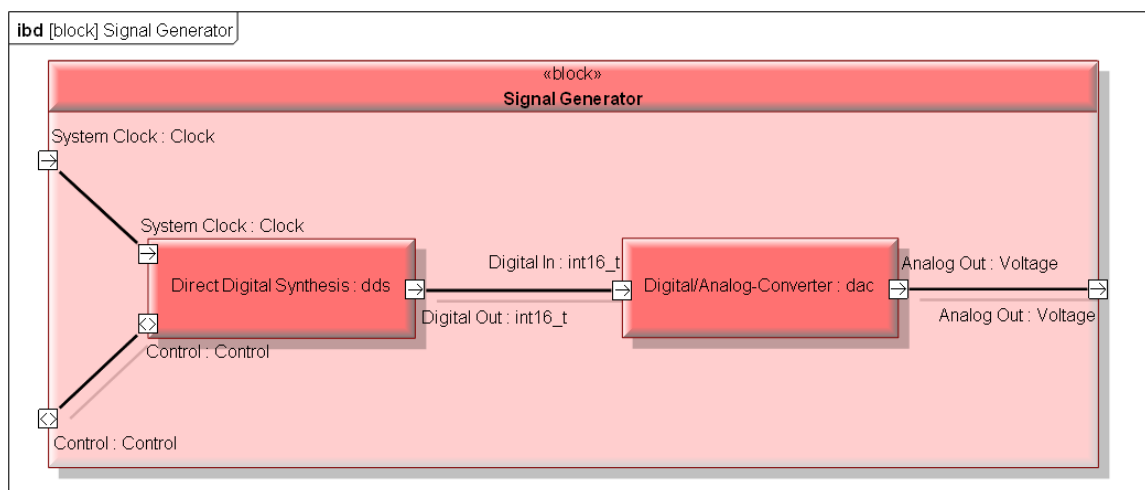 ibd [block] Signal Generator
«block»
Signal Generator
System Clock : Clock
System Clock : Clock
Direct Digital Synthesis : dds
Control : Control
Control : Control
Digital In : int16_t
Digital Out : int16_t
Digital/Analog-Converter : dac
Analog Out : Voltage
Analog Out : Voltage